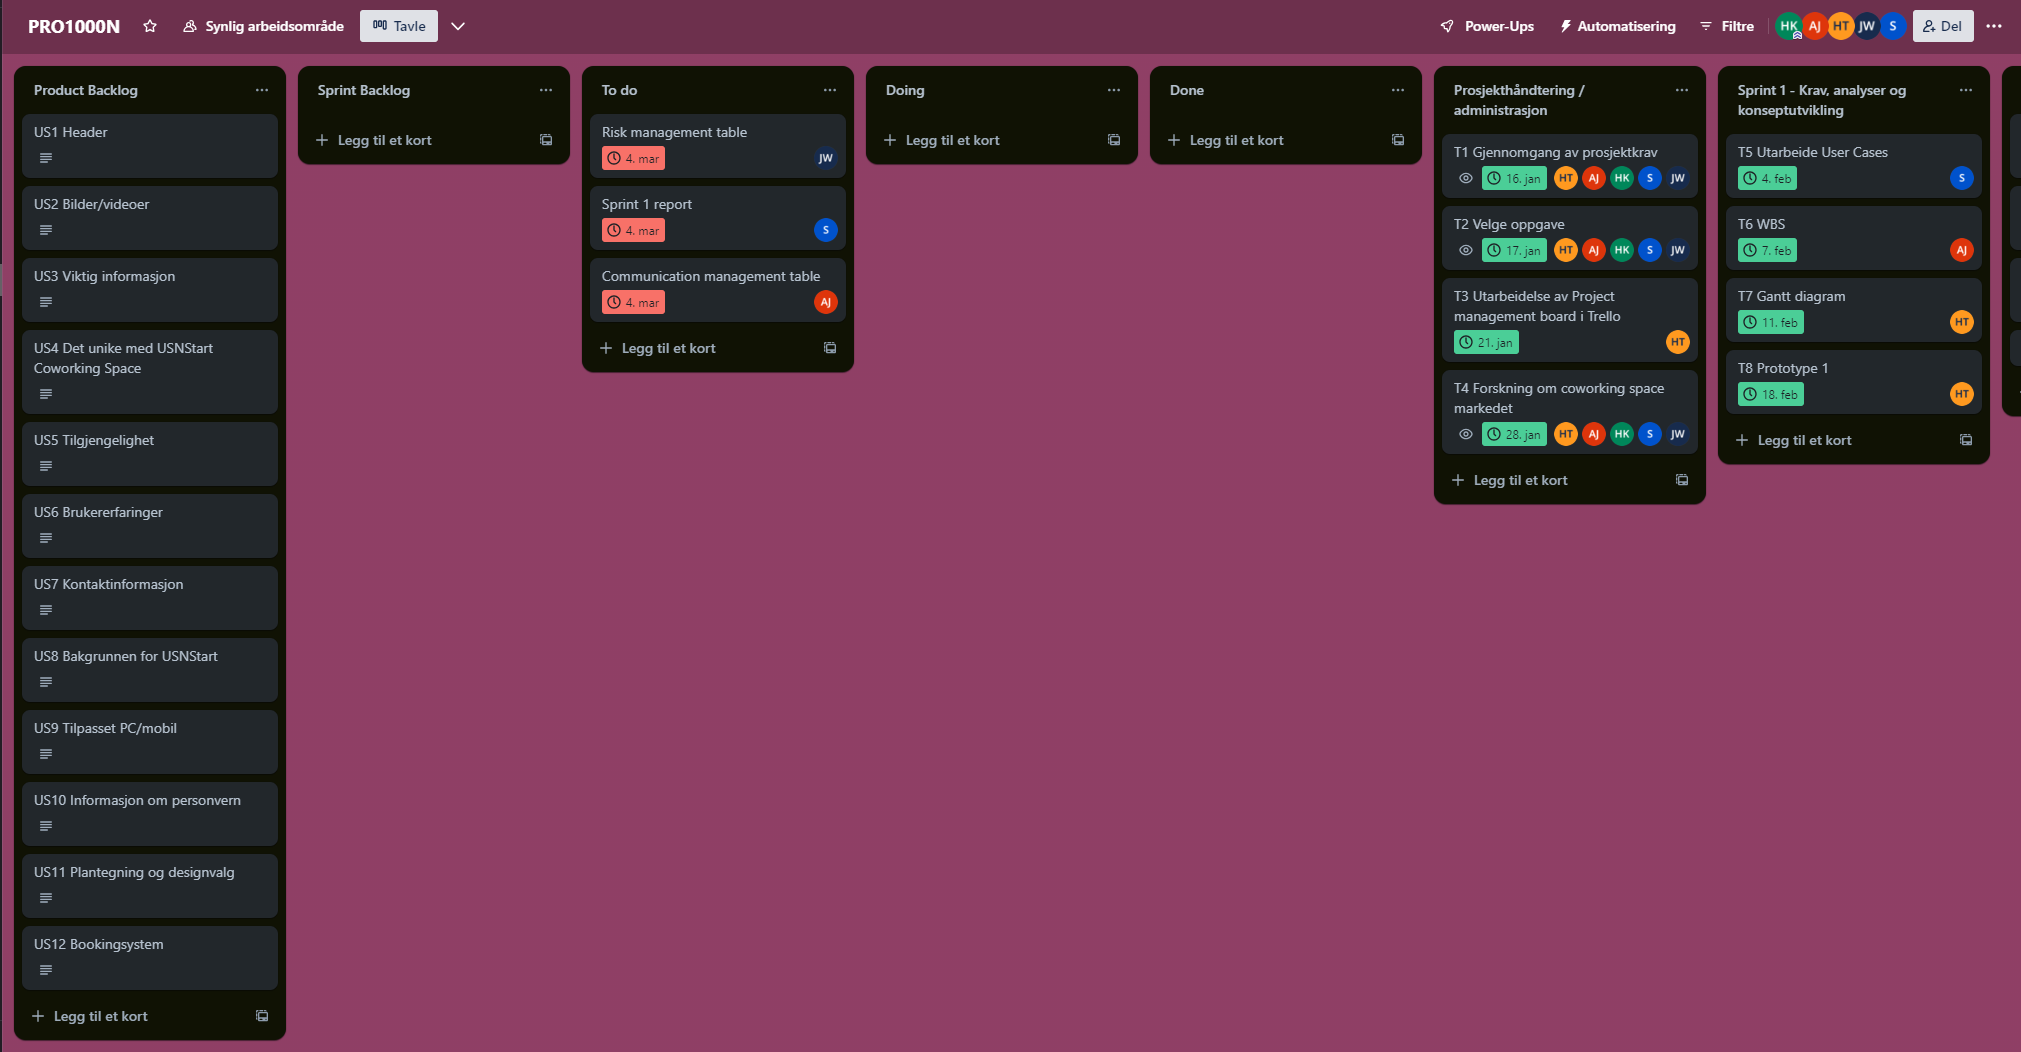 PRO1000N
Synlig arbeidsområde
Tavle
Power-Ups
Automatisering
Filtre
HK AJ HT JW S
Del
Product Backlog
US1 Header
US2 Bilder/videoer
US3 Viktig informasjon
US4 Det unike med USNStart
Coworking Space
US5 Tilgjengelighet
US6 Brukererfaringer
US7 Kontaktinformasjon
US8 Bakgrunnen for USNStart
US9 Tilpasset PC/mobil
US10 Informasjon om personvern
US11 Plantegning og designvalg
US12 Bookingsystem
+ Legg til et kort
Sprint Backlog
+ Legg til et kort
To do
Risk management table
4. mar JW
Sprint 1 report
4. mar S
Communication management table
4. mar AJ
+ Legg til et kort
Doing
+ Legg til et kort
Done
+ Legg til et kort
Prosjekthåndtering /
administrasjon
T1 Gjennomgang av prosjektkrav
16. jan HT AJ HK S JW
T2 Velge oppgave
17. jan HT AJ HK S JW
T3 Utarbeidelse av Project
management board i Trello
21. jan HT
T4 Forskning om coworking space
markedet
28. jan HT AJ HK S JW
+ Legg til et kort
Sprint 1 - Krav, analyser og
konseptutvikling
T5 Utarbeide User Cases
4. feb S
T6 WBS
7. feb AJ
T7 Gantt diagram
11. feb HT
T8 Prototype 1
18. feb HT
+ Legg til et kort